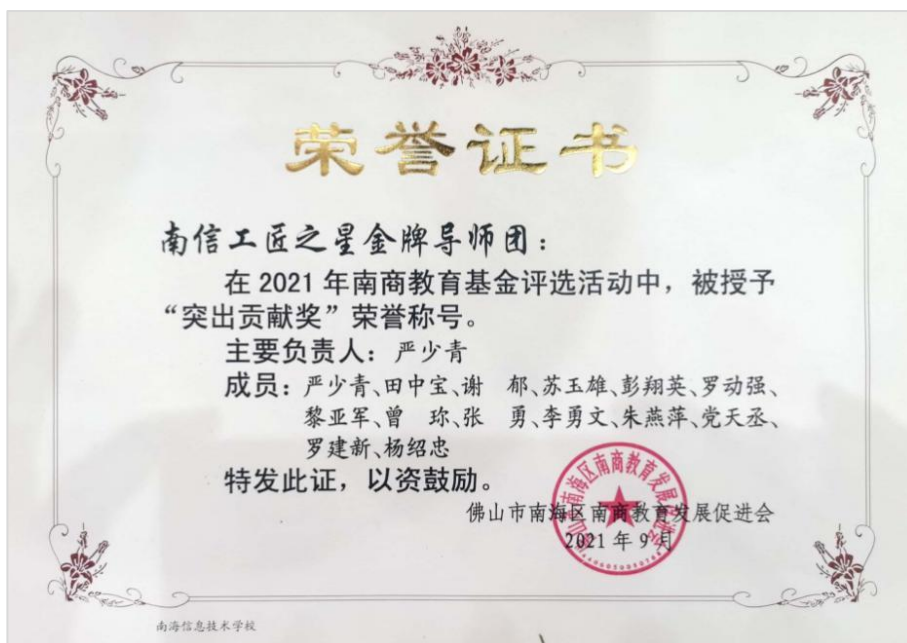 荣誉证书
南信工匠之星金牌导师团：
在2021年南商教育基金评选活动中，被授予
“突出贡献奖”荣誉称号。
主要负责人：严少青
成员：严少青、田中宝、谢　郁、苏玉雄、彭翔英、罗动强、
黎亚军、曾　珎、张　勇、李勇文、朱燕萍、党天丞、
罗建新、杨绍忠
特发此证，以资鼓励。
佛山市南海区南商教育发展促进会
2021年9月
南海信息技术学校